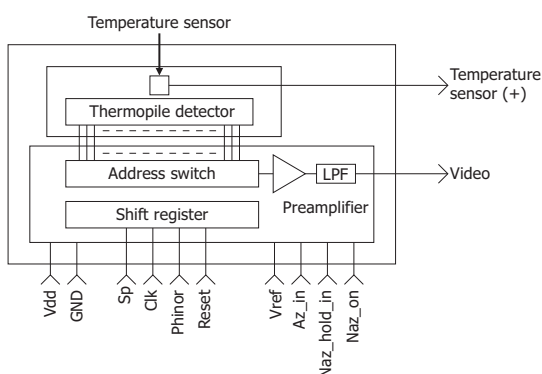 Temperature sensor
Temperature
sensor (+)
Thermopile detector
Address switch
LPF
Video
Preamplifier
Shift register
Vdd
GND
Sp
Clk
Phinor
Reset
Vref
Az_in
Naz_hold_in
Naz_on